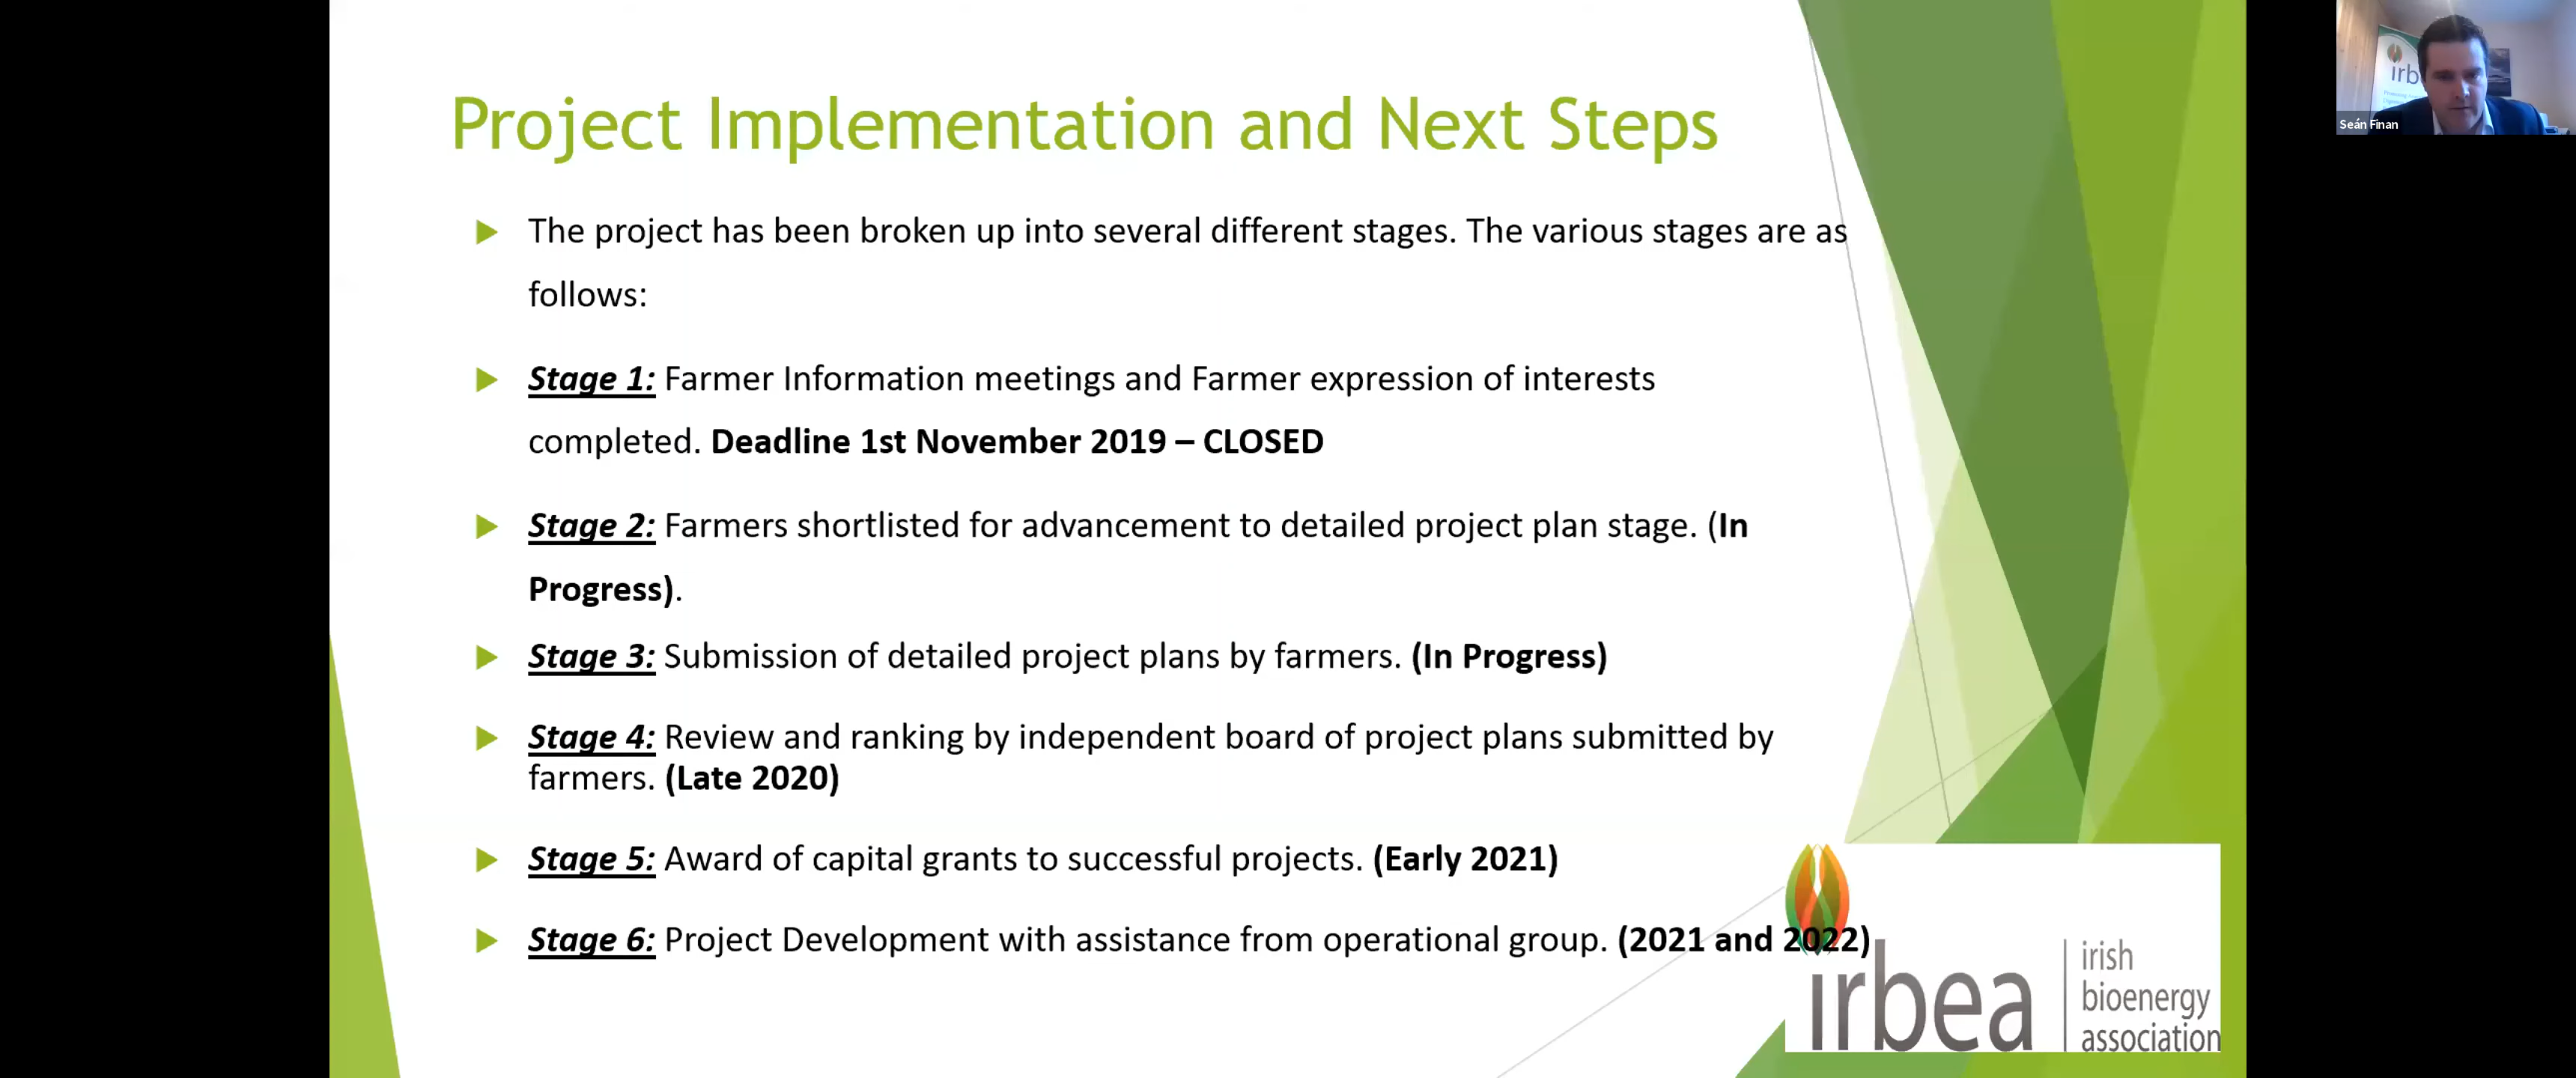 Project Implementation and Next Steps
The project has been broken up into several different stages. The various stages are as
follows:
Stage 1: Farmer Information meetings and Farmer expression of interests
completed. Deadline 1st November 2019 – CLOSED
Stage 2: Farmers shortlisted for advancement to detailed project plan stage. (In
Progress).
Stage 3: Submission of detailed project plans by farmers. (In Progress)
Stage 4: Review and ranking by independent board of project plans submitted by
farmers. (Late 2020)
Stage 5: Award of capital grants to successful projects. (Early 2021)
Stage 6: Project Development with assistance from operational group. (2021 and 2022)
irbea
irish
bioenergy
association
irb
Seán Finan